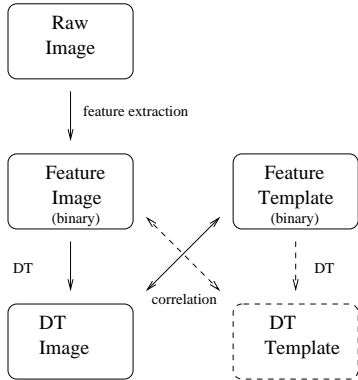 Raw
Image
feature extraction
Feature
Image
(binary)
Feature
Template
(binary)
DT
DT
correlation
DT
Image
DT
Template